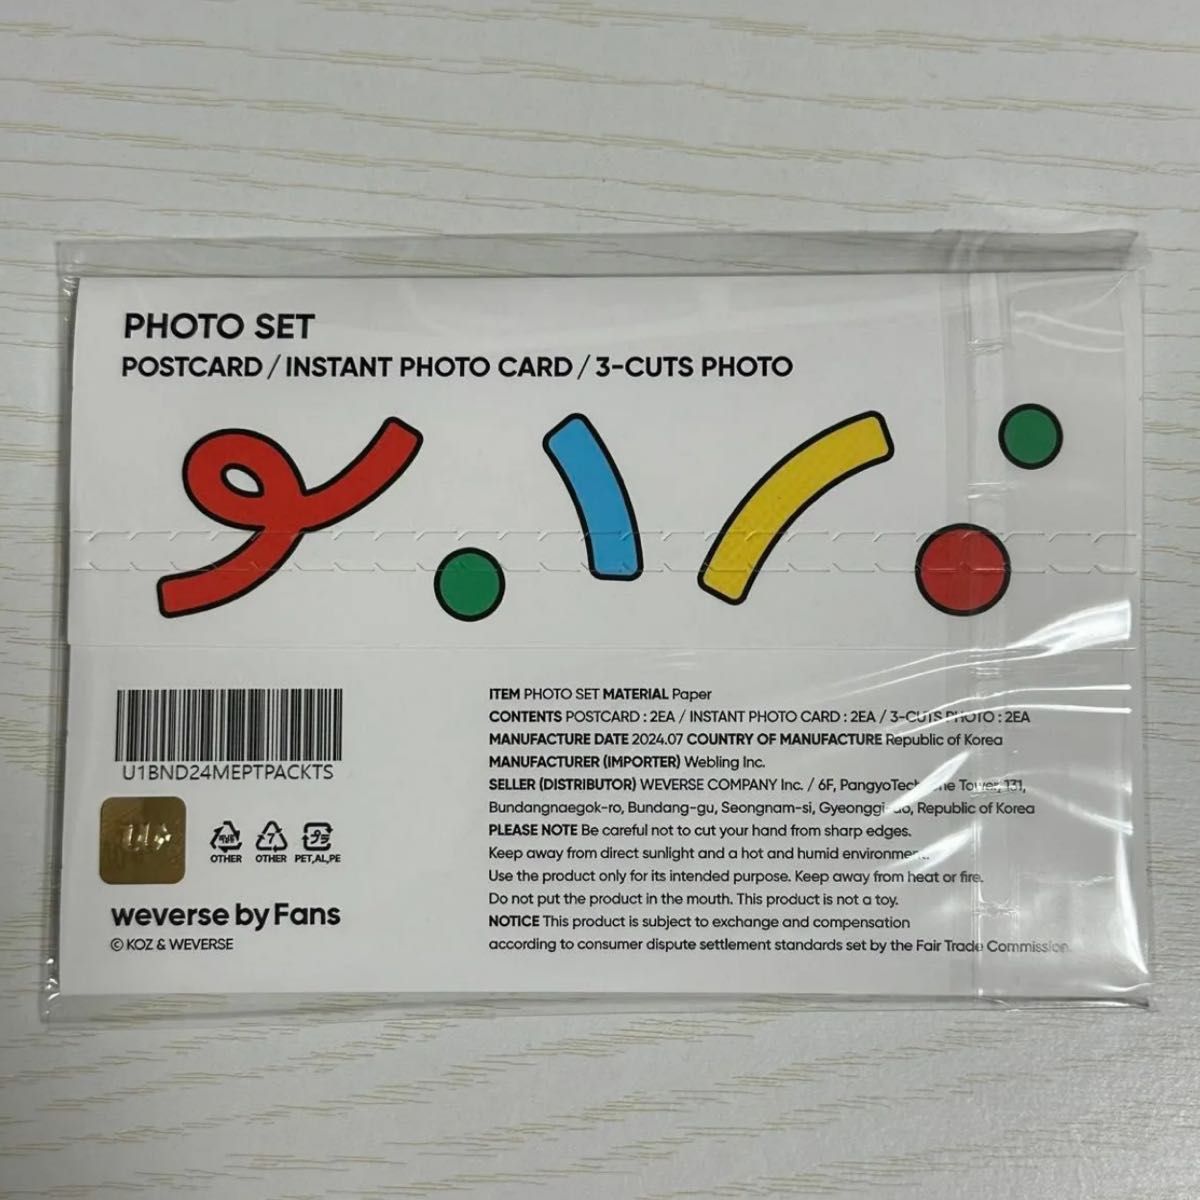 PHOTO SET
POSTCARD / INSTANT PHOTO CARD / 3-CUTS PHOTO
U1BND24MEPTPACKTS
OTHER
7
OTHER
PET,AL,PE
weverse by Fans
© KOZ & WEVERSE
ITEM PHOTO SET MATERIAL Paper
CONTENTS POSTCARD : 2EA / INSTANT PHOTO CARD : 2EA / 3-CUTS PHOTO : 2EA
MANUFACTURE DATE 2024.07 COUNTRY OF MANUFACTURE Republic of Korea
MANUFACTURER (IMPORTER) Webling Inc.
SELLER (DISTRIBUTOR) WEVERSE COMPANY Inc. / 6F, Tower, 131,
Bundangnaegok-ro, Bundang-gu, Seongnam-si, Gyeonggi-do, Republic of Korea
PLEASE NOTE Be careful not to cut your hand from sharp edges.
Keep away from direct sunlight and a hot and humid environment.
Use the product only for its intended purpose. Keep away from heat or fire.
Do not put the product in the mouth. This product is not a toy.
NOTICE This product is subject to exchange and compensation
according to consumer dispute settlement standards set by the Fair Trade Commission.